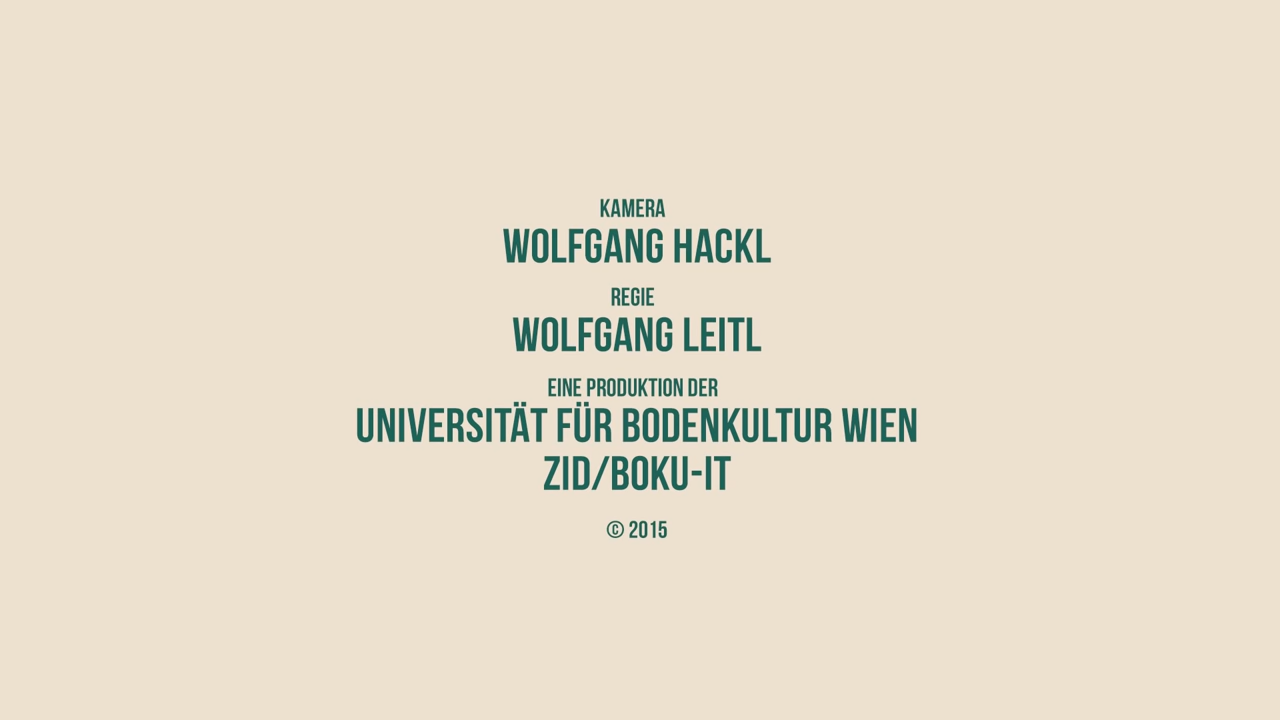 KAMERA
WOLFGANG HACKL
REGIE
WOLFGANG LEITL
EINE PRODUKTION DER
UNIVERSITÄT FÜR BODENKULTUR WIEN
ZID/BOKU-IT
© 2015